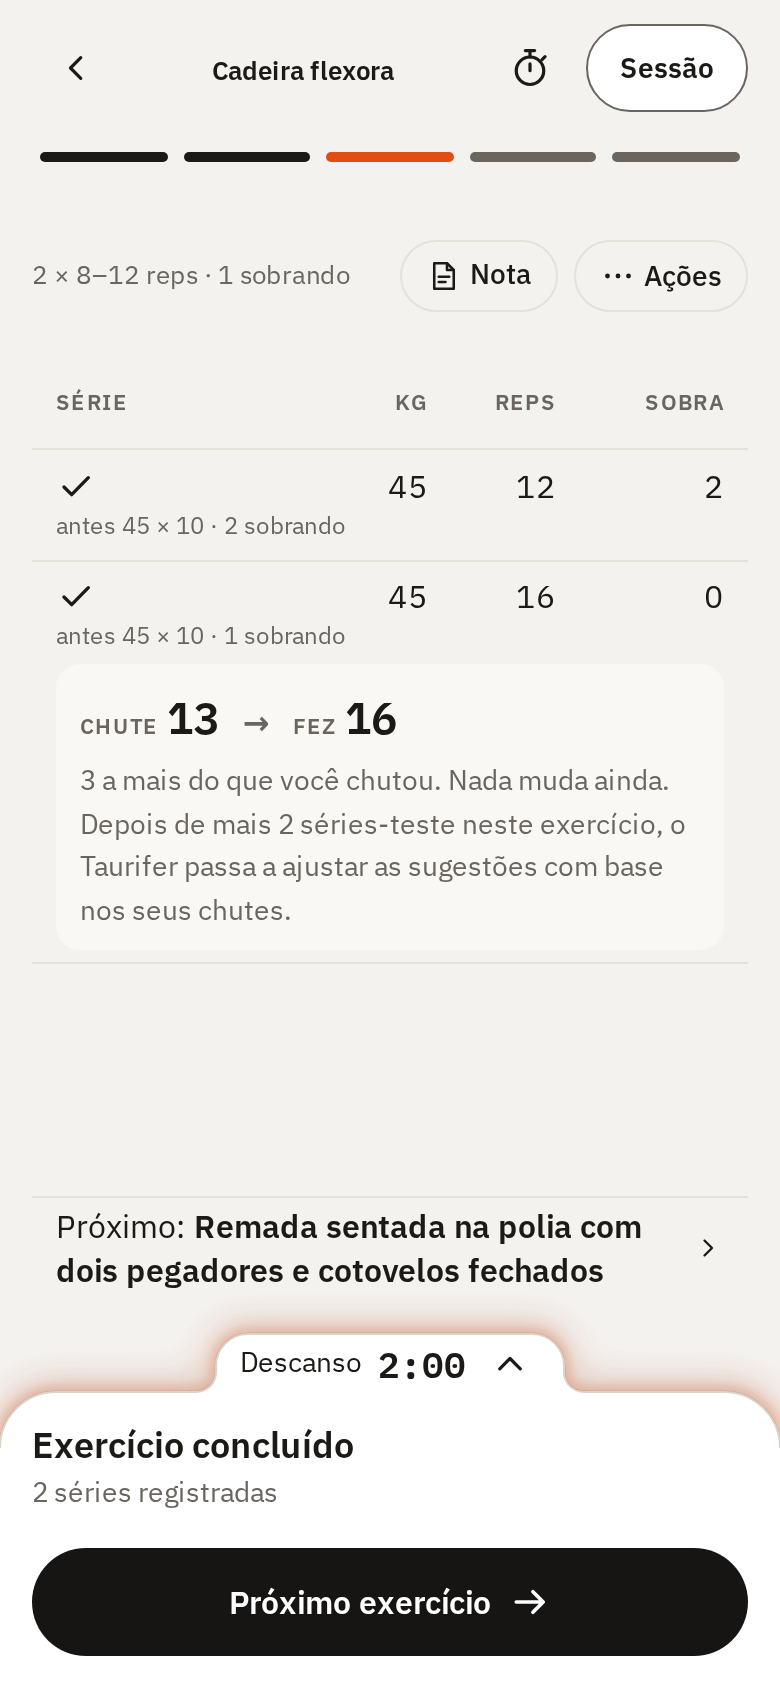 Cadeira flexora
Sessão
2 × 8–12 reps · 1 sobrando
Nota
Ações
SÉRIE KG REPS SOBRA
45 12 2
antes 45 × 10 · 2 sobrando
45 16 0
antes 45 × 10 · 1 sobrando
CHUTE 13 → FEZ 16
3 a mais do que você chutou. Nada muda ainda.
Depois de mais 2 séries-teste neste exercício, o
Taurifer passa a ajustar as sugestões com base
nos seus chutes.
Próximo: Remada sentada na polia com
dois pegadores e cotovelos fechados
Descanso 2:00
Exercício concluído
2 séries registradas
Próximo exercício →